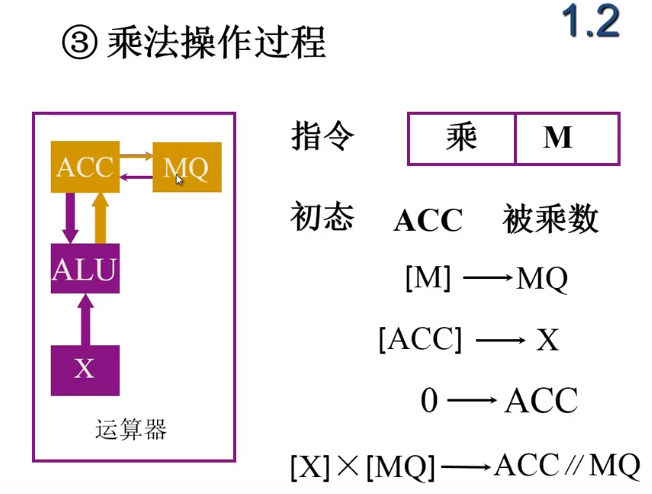 1.2
③ 乘法操作过程
指令 乘 M
初态 ACC 被乘数
[M] → MQ
[ACC] → X
0 → ACC
[X]×[MQ] → ACC∥MQ
ACC MQ
ALU
X
运算器